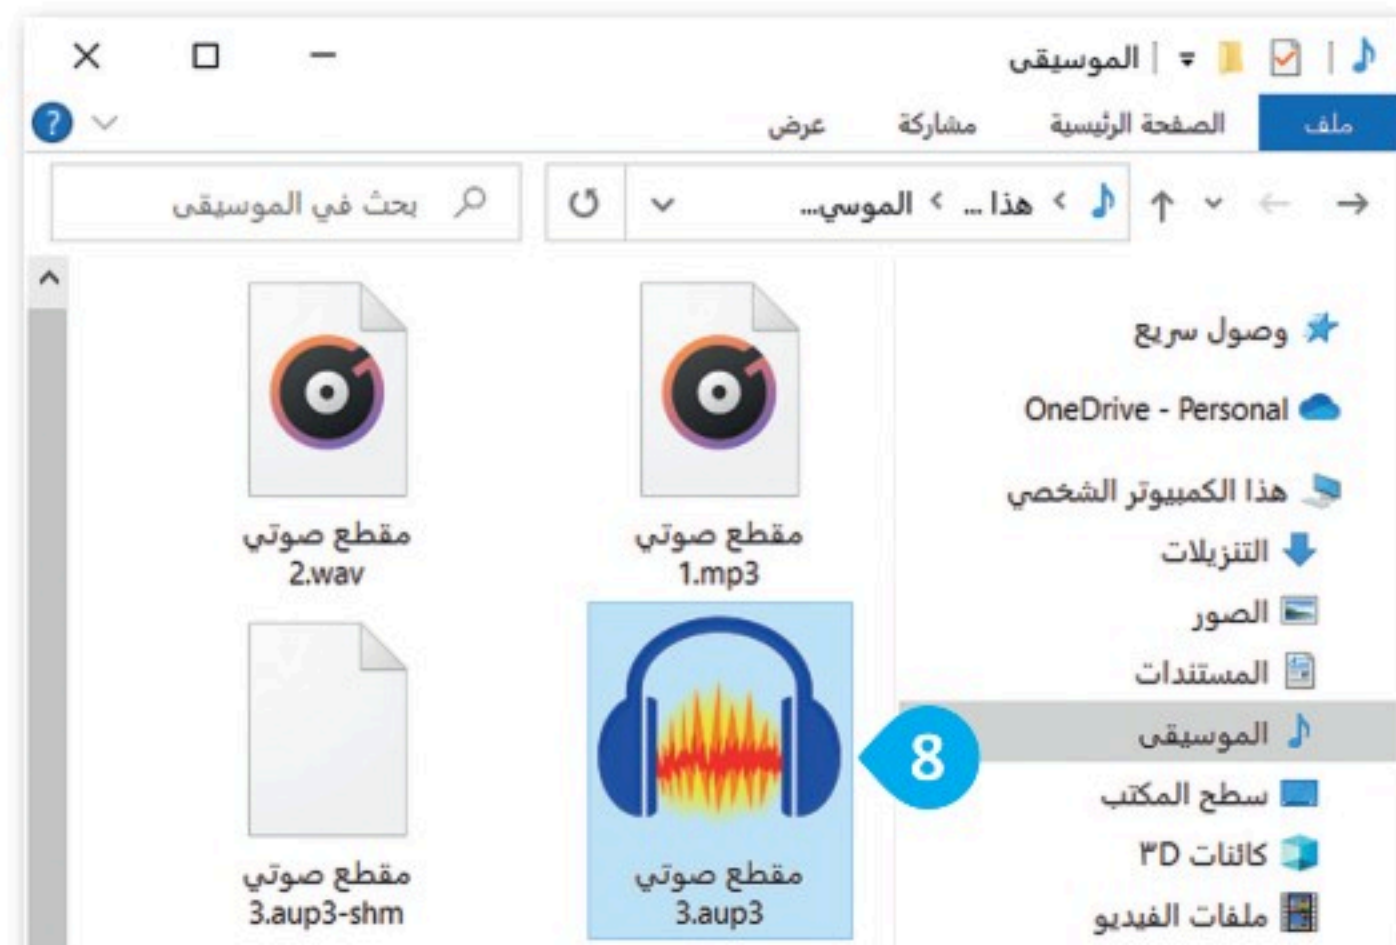 الموسيقى
ملف الصفحة الرئيسية مشاركة عرض ?
هذا ... الموسي... بحث في الموسيقى
وصول سريع
OneDrive - Personal
هذا الكمبيوتر الشخصي
التنزيلات
الصور
المستندات
الموسيقى
سطح المكتب
كائنات ٣D
ملفات الفيديو
مقطع صوتي
1.mp3
مقطع صوتي
2.wav
8
مقطع صوتي
3.aup3
مقطع صوتي
3.aup3-shm